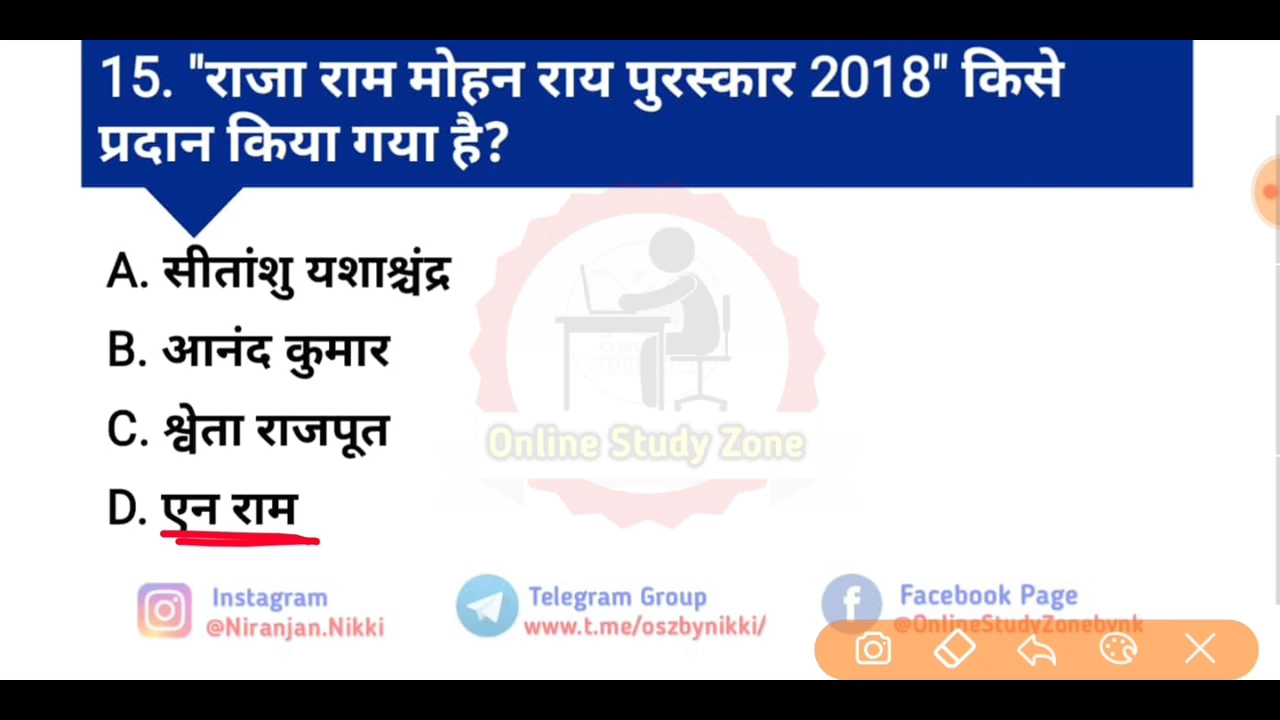 15. "राजा राम मोहन राय पुरस्कार 2018" किसे
प्रदान किया गया है?
A. सीतांशु यशाश्चंद्र
B. आनंद कुमार
C. श्वेता राजपूत
D. एन राम
Online Study Zone
Instagram
@Niranjan.Nikki
Telegram Group
www.t.me/oszbynikki/
Facebook Page
@OnlineStudyZonebynk